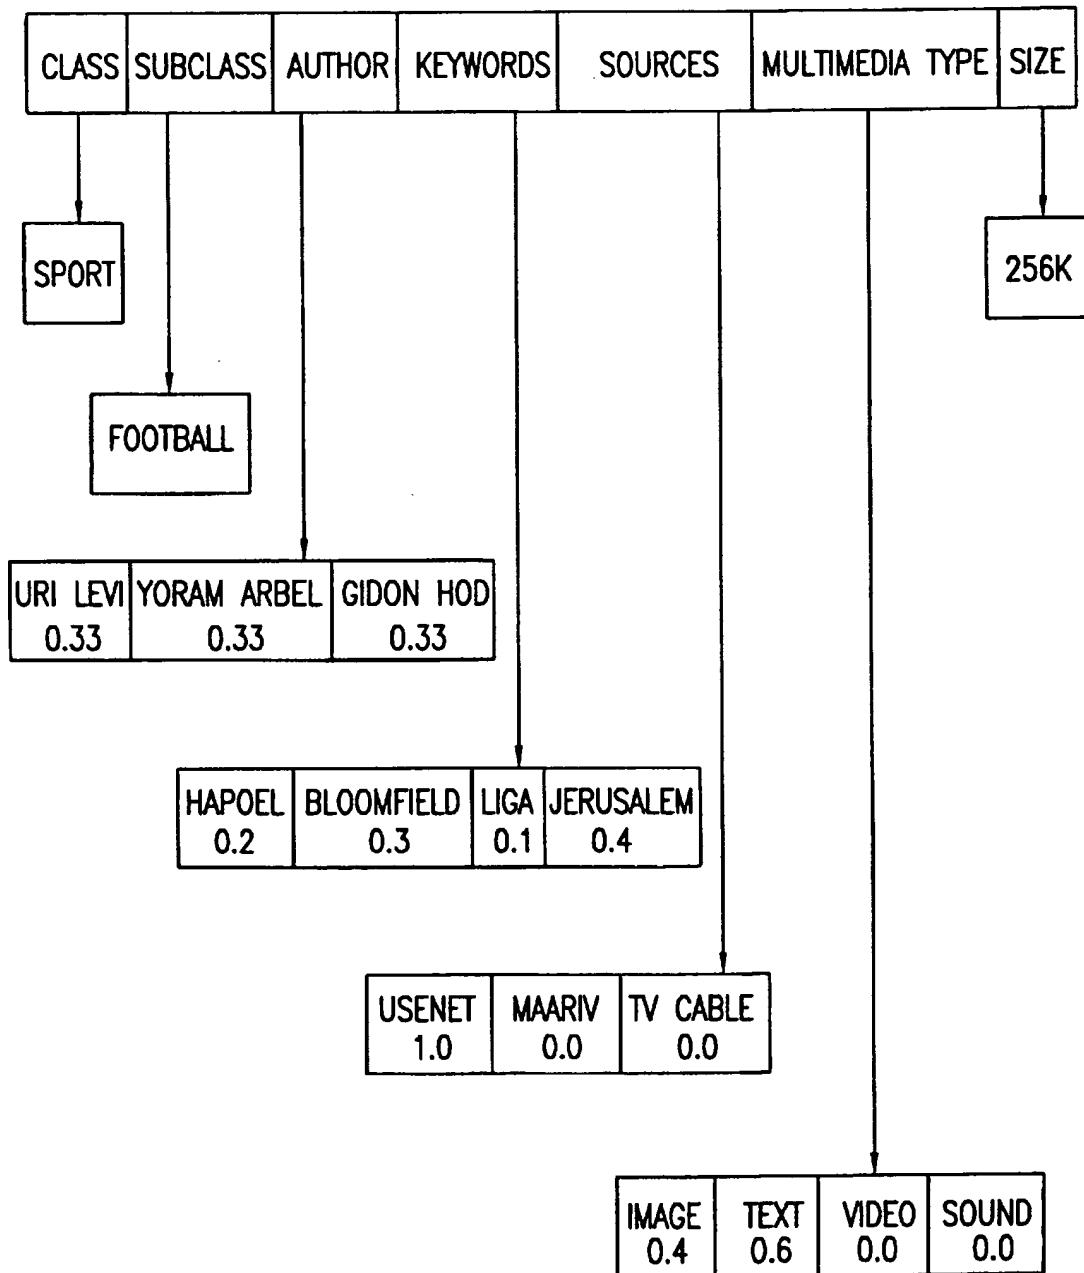 CLASS SUBCLASS AUTHOR KEYWORDS SOURCES MULTIMEDIA TYPE SIZE
SPORT
256K
FOOTBALL
URI LEVI YORAM ARBEL GIDON HOD
0.33 0.33 0.33
HAPOEL BLOOMFIELD LIGA JERUSALEM
0.2 0.3 0.1 0.4
USENET MAARIV TV CABLE
1.0 0.0 0.0
IMAGE TEXT VIDEO SOUND
0.4 0.6 0.0 0.0